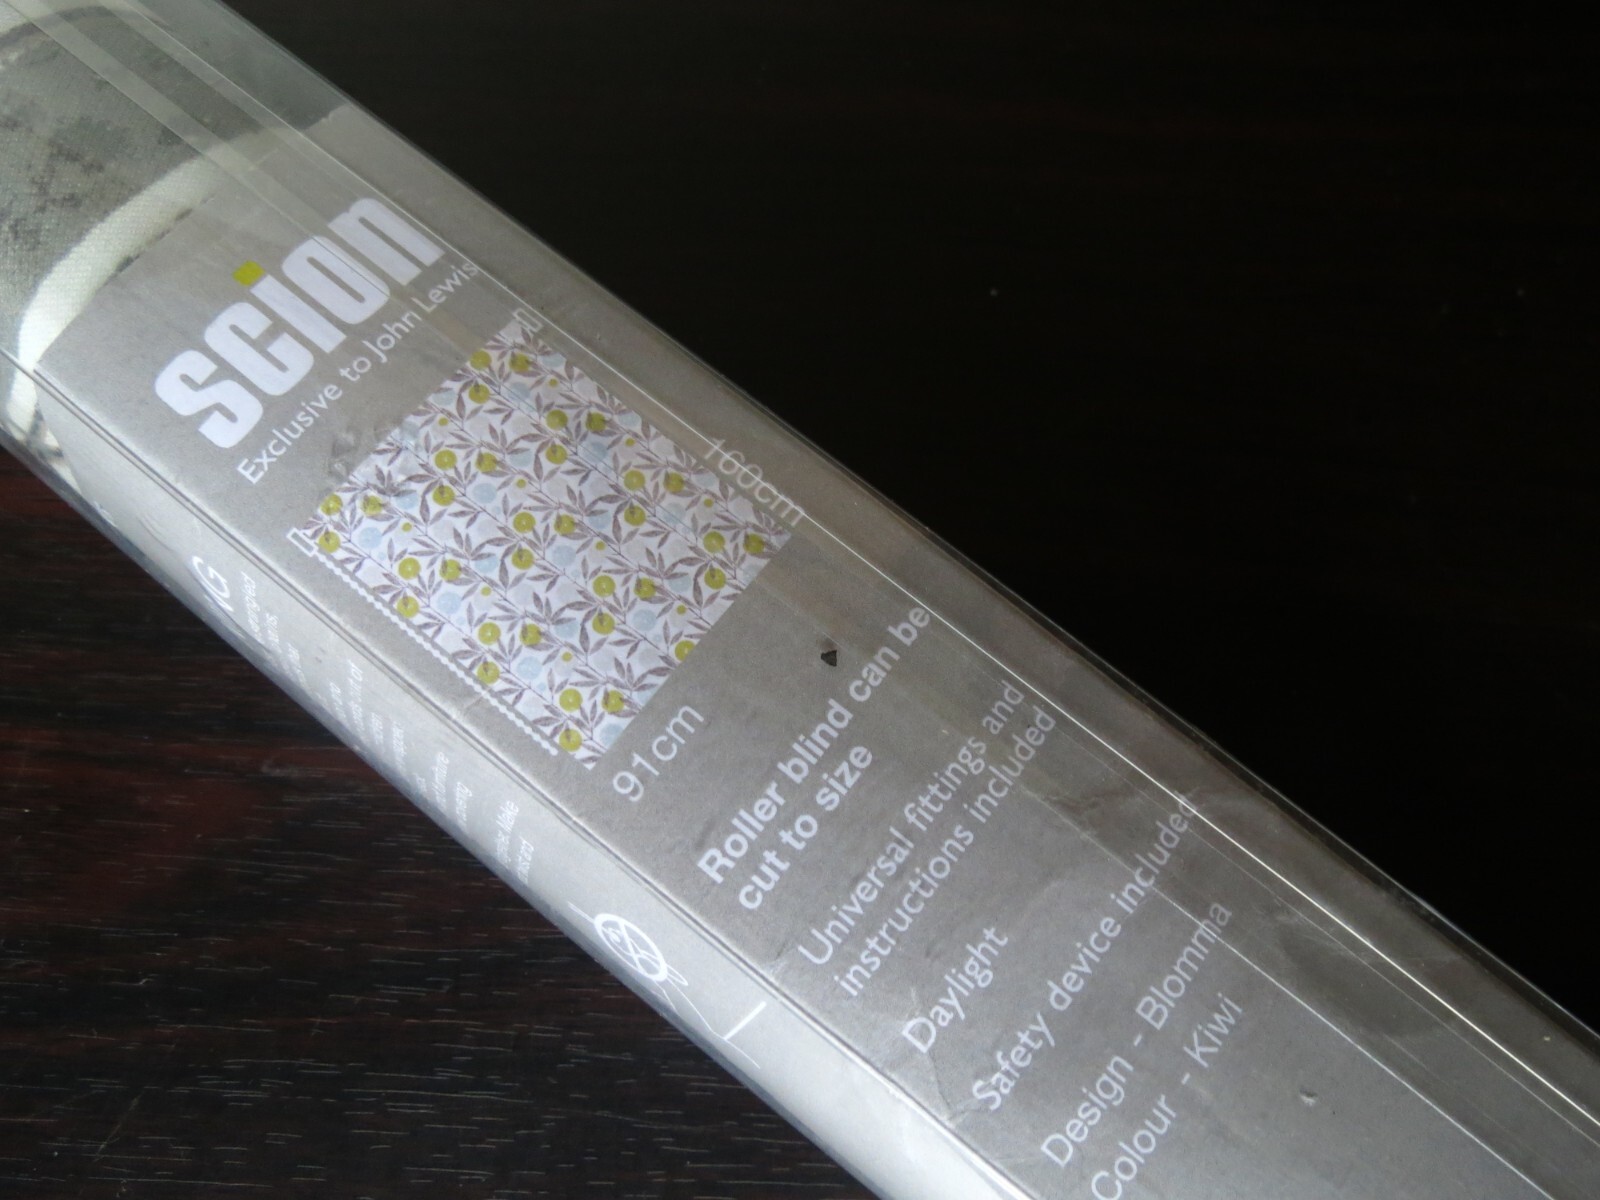 scion
Exclusive to John Lewis
160cm
91cm
Roller blind can be
cut to size
Universal fittings and
instructions included
Daylight
Safety device included
Design - Blomma
Colour - Kiwi